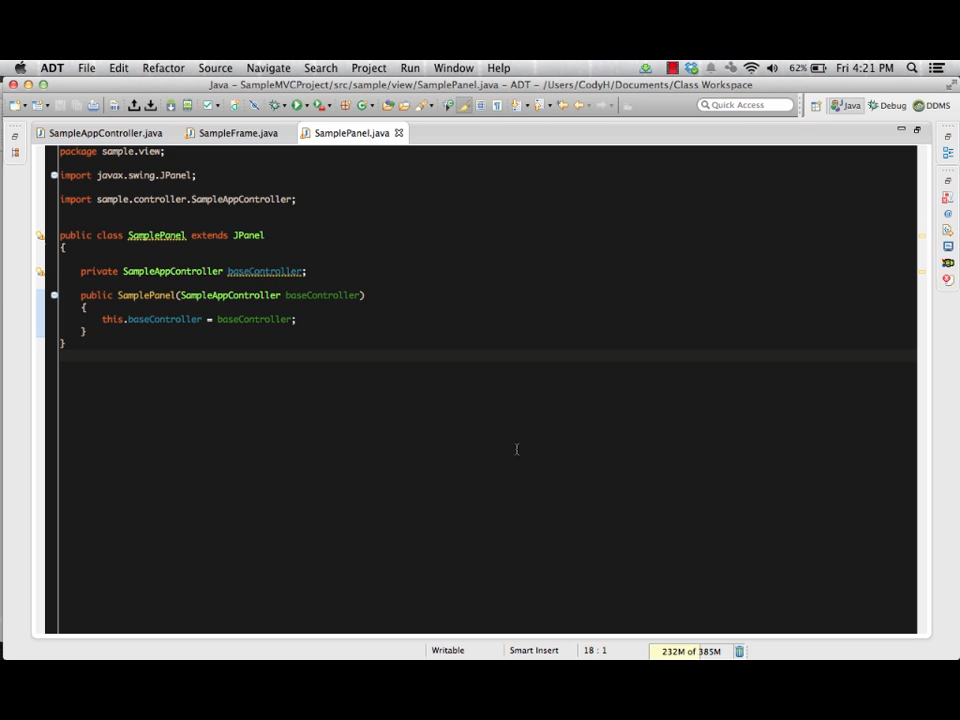 ADT File Edit Refactor Source Navigate Search Project Run Window Help 62% Fri 4:21 PM
Java - SampleMVCProject/src/sample/view/SamplePanel.java - ADT - /Users/CodyH/Documents/Class Workspace
Quick Access Java Debug DDMS
SampleAppController.java SampleFrame.java SamplePanel.java
package sample.view;
import javax.swing.JPanel;
import sample.controller.SampleAppController;
public class SamplePanel extends JPanel
{
private SampleAppController baseController;
public SamplePanel(SampleAppController baseController)
{
this.baseController = baseController;
}
}
Writable Smart Insert 18 : 1 232M of 385M